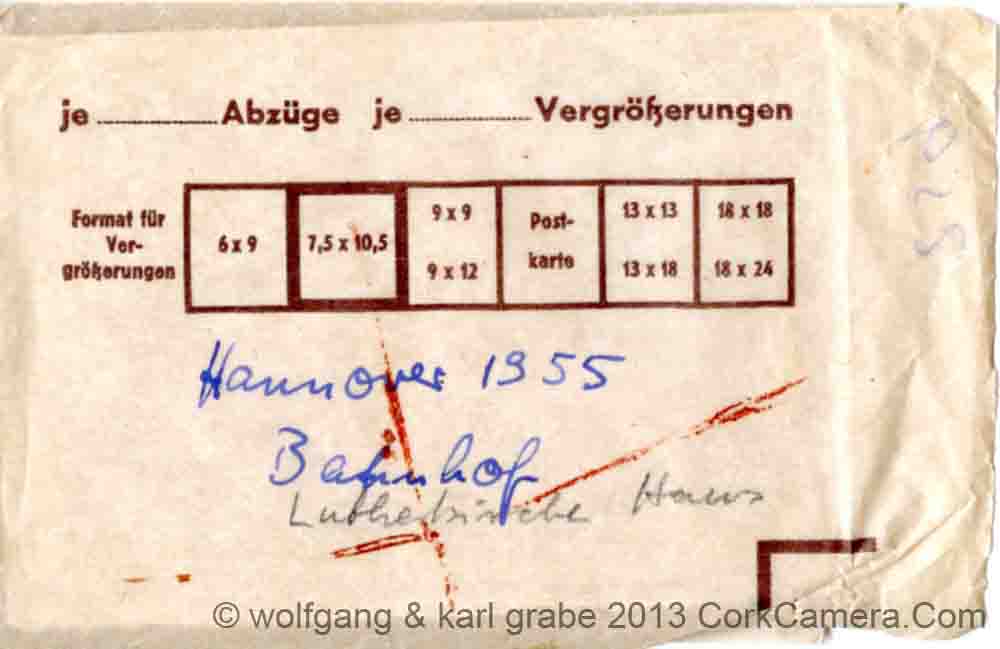 je ............ Abzüge je ............ Vergrößerungen
Format für
Ver-
größerungen
6 x 9
7,5 x 10,5
9 x 9
9 x 12
Post-
karte
13 x 13
13 x 18
18 x 18
18 x 24
Hannover 1955
Bahnhof
Lutherkirche Haus
© wolfgang & karl grabe 2013 CorkCamera.Com